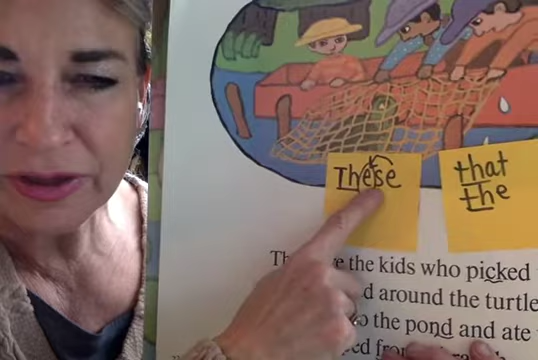 These
that
the
the kids who picked
around the turtle
the pond and ate